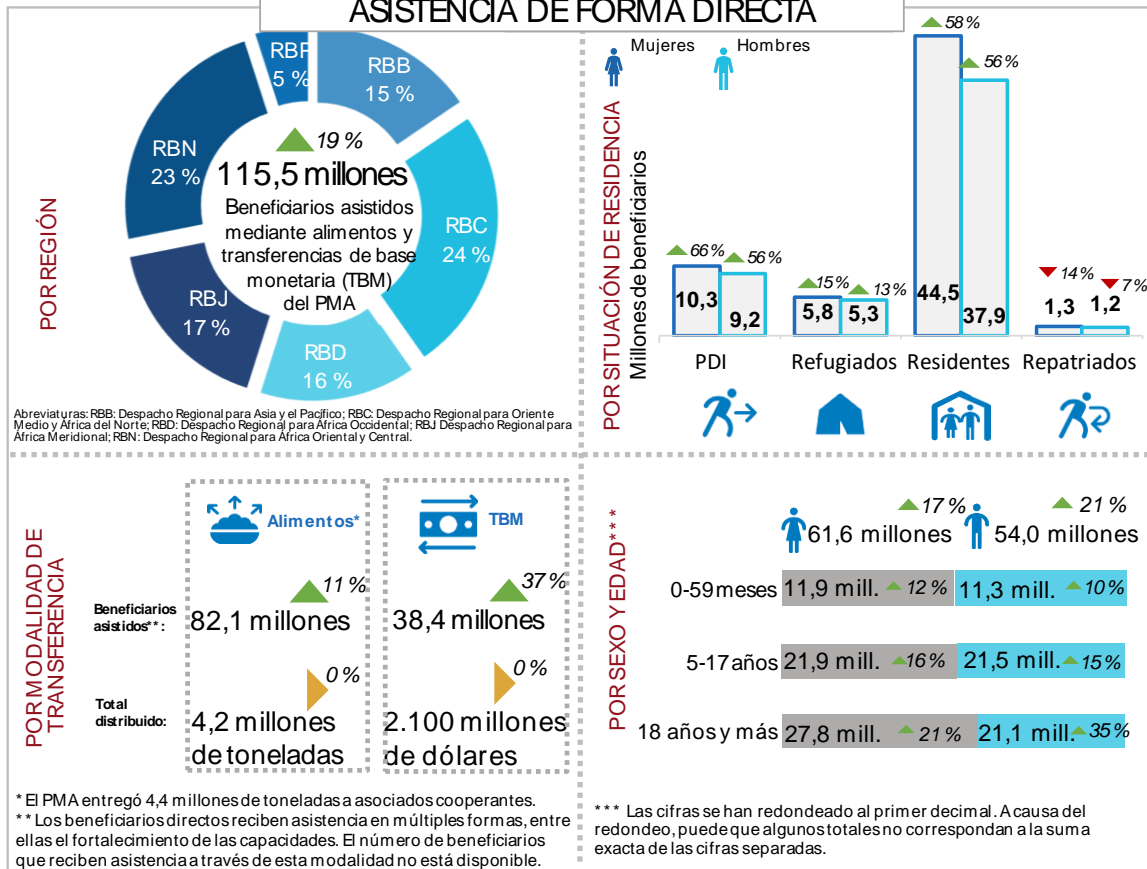 ASISTENCIA DE FORMA DIRECTA
POR REGIÓN
RBP
5 %
RBB
15 %
RBN
23 %
RBC
24 %
RBJ
17 %
RBD
16 %
19 %
115,5 millones
Beneficiarios asistidos
mediante alimentos y
transferencias de base
monetaria (TBM)
del PMA
Abreviaturas: RBB: Despacho Regional para Asia y el Pacífico; RBC: Despacho Regional para Oriente
Medio y África del Norte; RBD: Despacho Regional para África Occidental; RBJ Despacho Regional para
África Meridional; RBN: Despacho Regional para África Oriental y Central.
POR SITUACIÓN DE RESIDENCIA
Millones de beneficiarios
Mujeres
Hombres
66 %
56 %
15 %
13 %
58 %
56 %
14 %
7 %
10,3
9,2
5,8
5,3
44,5
37,9
1,3
1,2
PDI
Refugiados
Residentes
Repatriados
POR MODALIDAD DE
TRANSFERENCIA
Alimentos*
TBM
Beneficiarios
asistidos**:
11 %
82,1 millones
37 %
38,4 millones
Total
distribuido:
0 %
4,2 millones
de toneladas
0 %
2.100 millones
de dólares
* El PMA entregó 4,4 millones de toneladas a asociados cooperantes.
** Los beneficiarios directos reciben asistencia en múltiples formas, entre
ellas el fortalecimiento de las capacidades. El número de beneficiarios
que reciben asistencia a través de esta modalidad no está disponible.
POR SEXO Y EDAD***
17 %
61,6 millones
21 %
54,0 millones
0-59 meses
11,9 mill. 12 %
11,3 mill. 10 %
5-17 años
21,9 mill. 16 %
21,5 mill. 15 %
18 años y más
27,8 mill. 21 %
21,1 mill. 35 %
*** Las cifras se han redondeado al primer decimal. A causa del
redondeo, puede que algunos totales no correspondan a la suma
exacta de las cifras separadas.